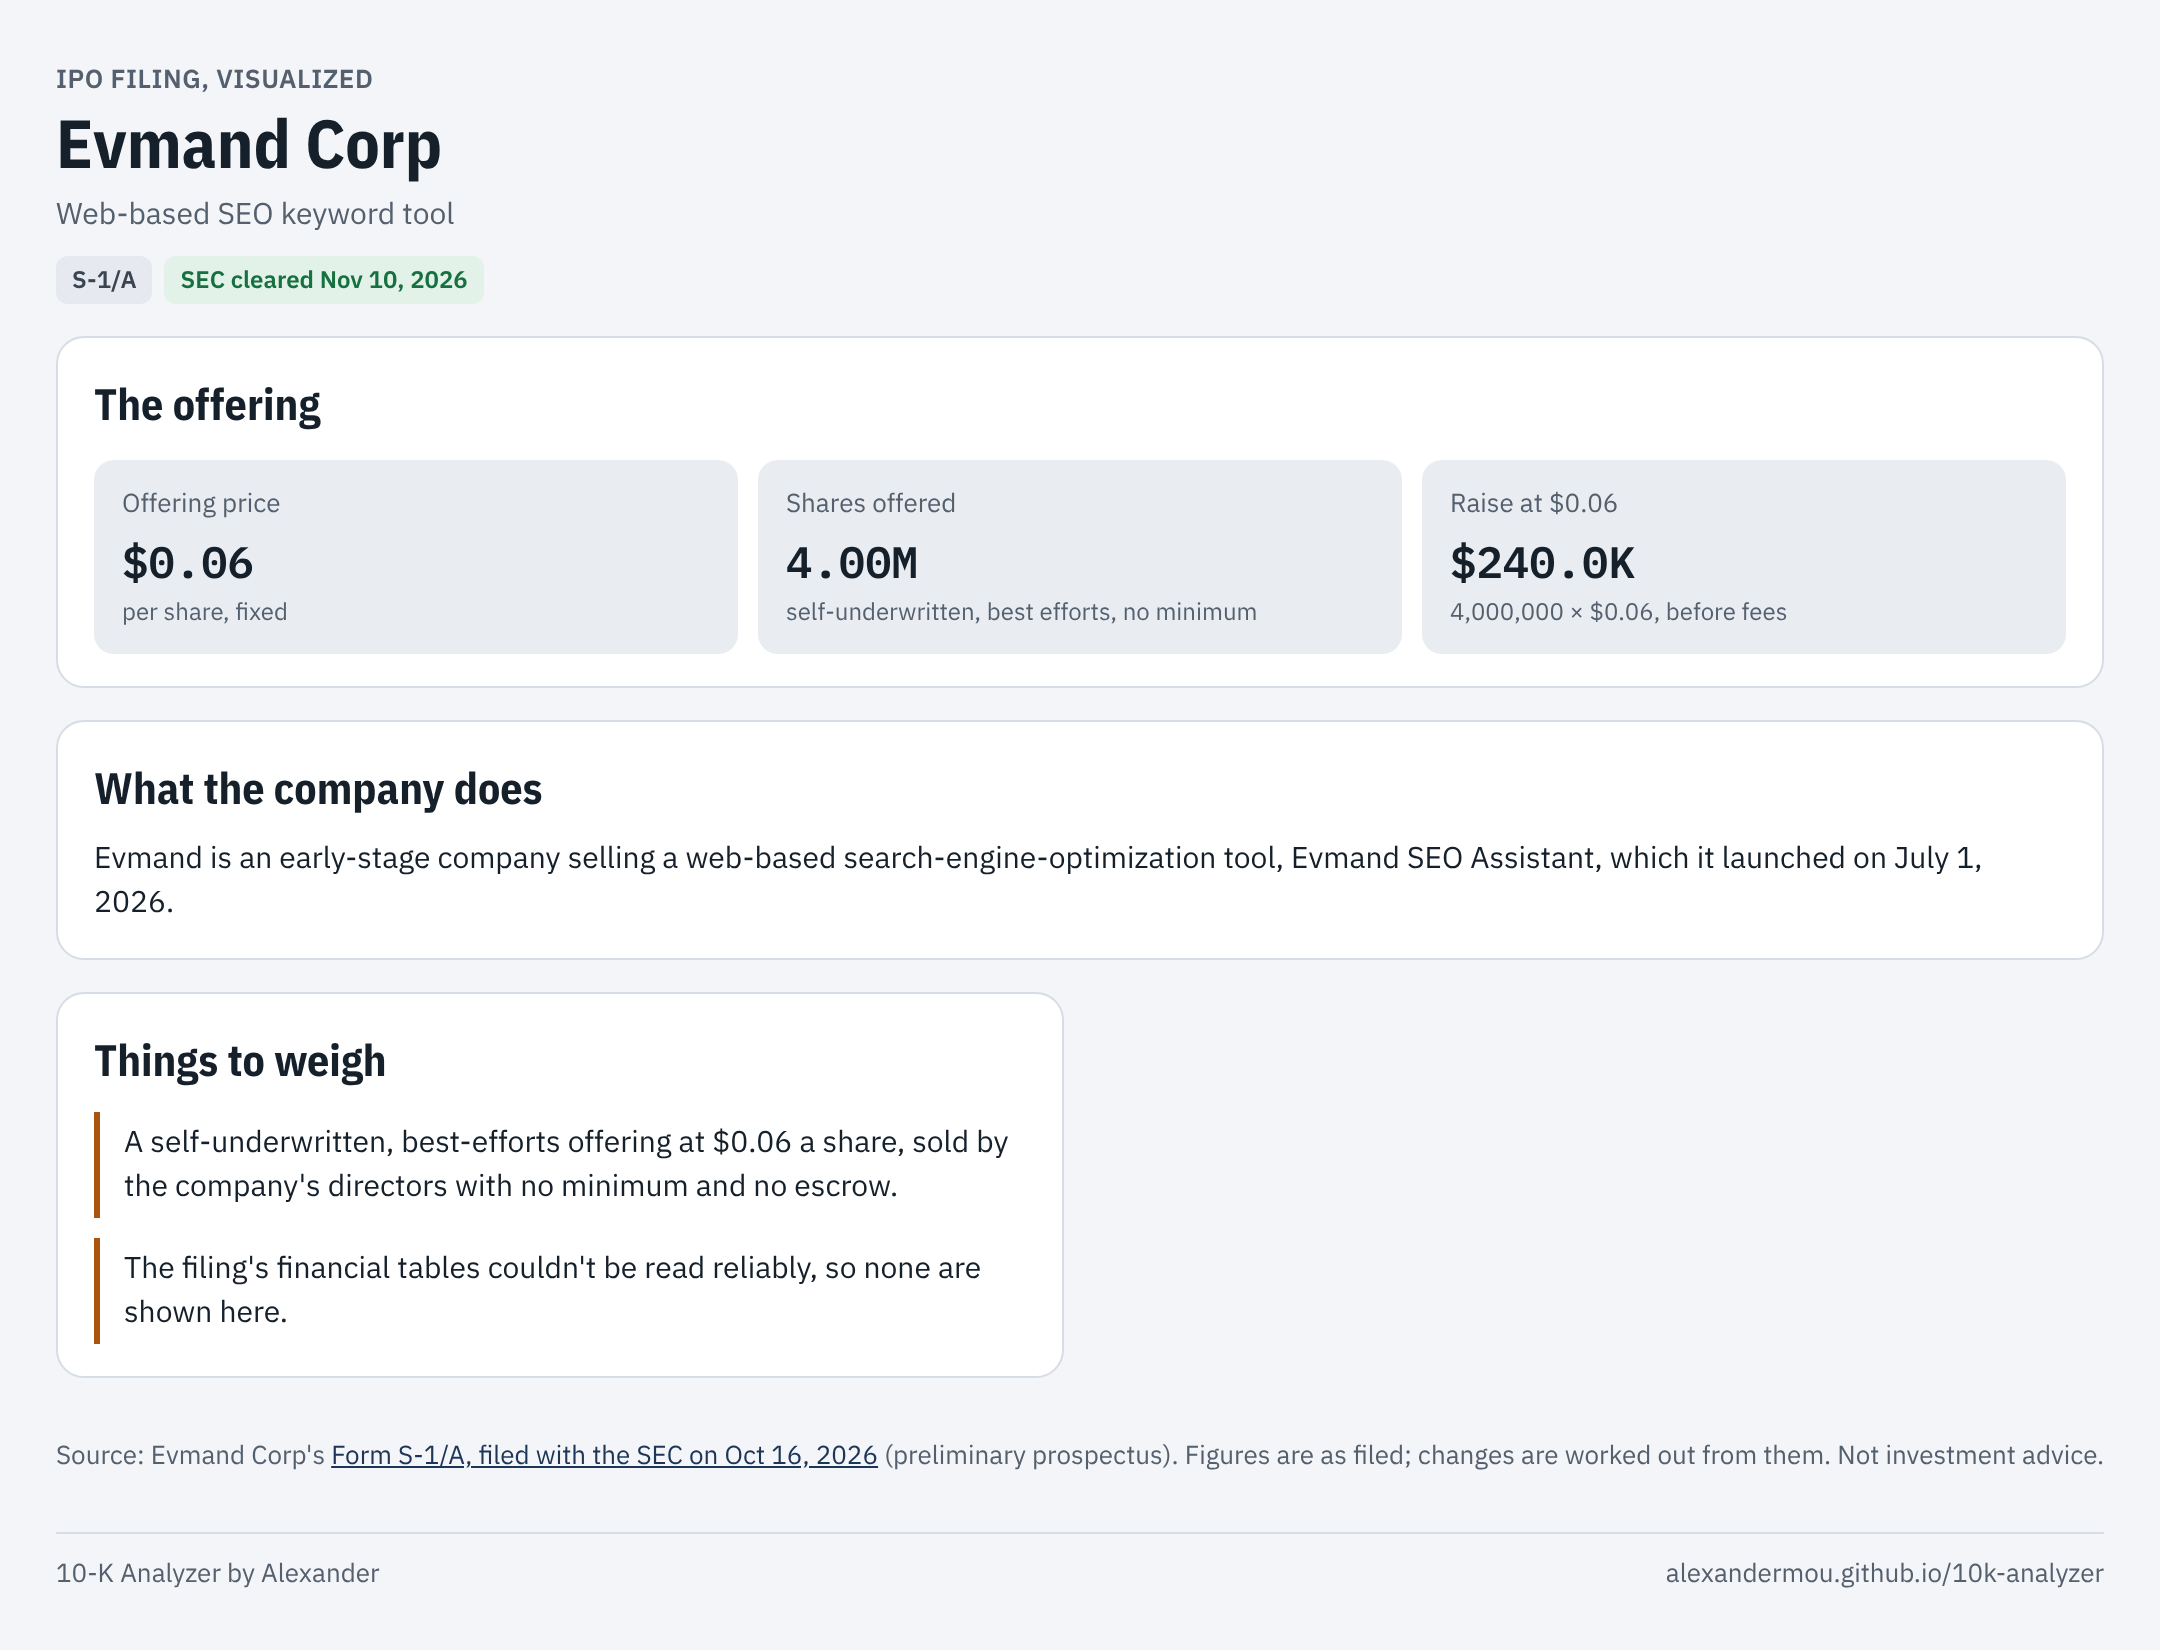 IPO FILING, VISUALIZED
Evmand Corp
Web-based SEO keyword tool
S-1/A
SEC cleared Nov 10, 2026
The offering
Offering price
$0.06
per share, fixed
Shares offered
4.00M
self-underwritten, best efforts, no minimum
Raise at $0.06
$240.0K
4,000,000 × $0.06, before fees
What the company does
Evmand is an early-stage company selling a web-based search-engine-optimization tool, Evmand SEO Assistant, which it launched on July 1,
2026.
Things to weigh
A self-underwritten, best-efforts offering at $0.06 a share, sold by
the company's directors with no minimum and no escrow.
The filing's financial tables couldn't be read reliably, so none are
shown here.
Source: Evmand Corp's Form S-1/A, filed with the SEC on Oct 16, 2026 (preliminary prospectus). Figures are as filed; changes are worked out from them. Not investment advice.
10-K Analyzer by Alexander
alexandermou.github.io/10k-analyzer